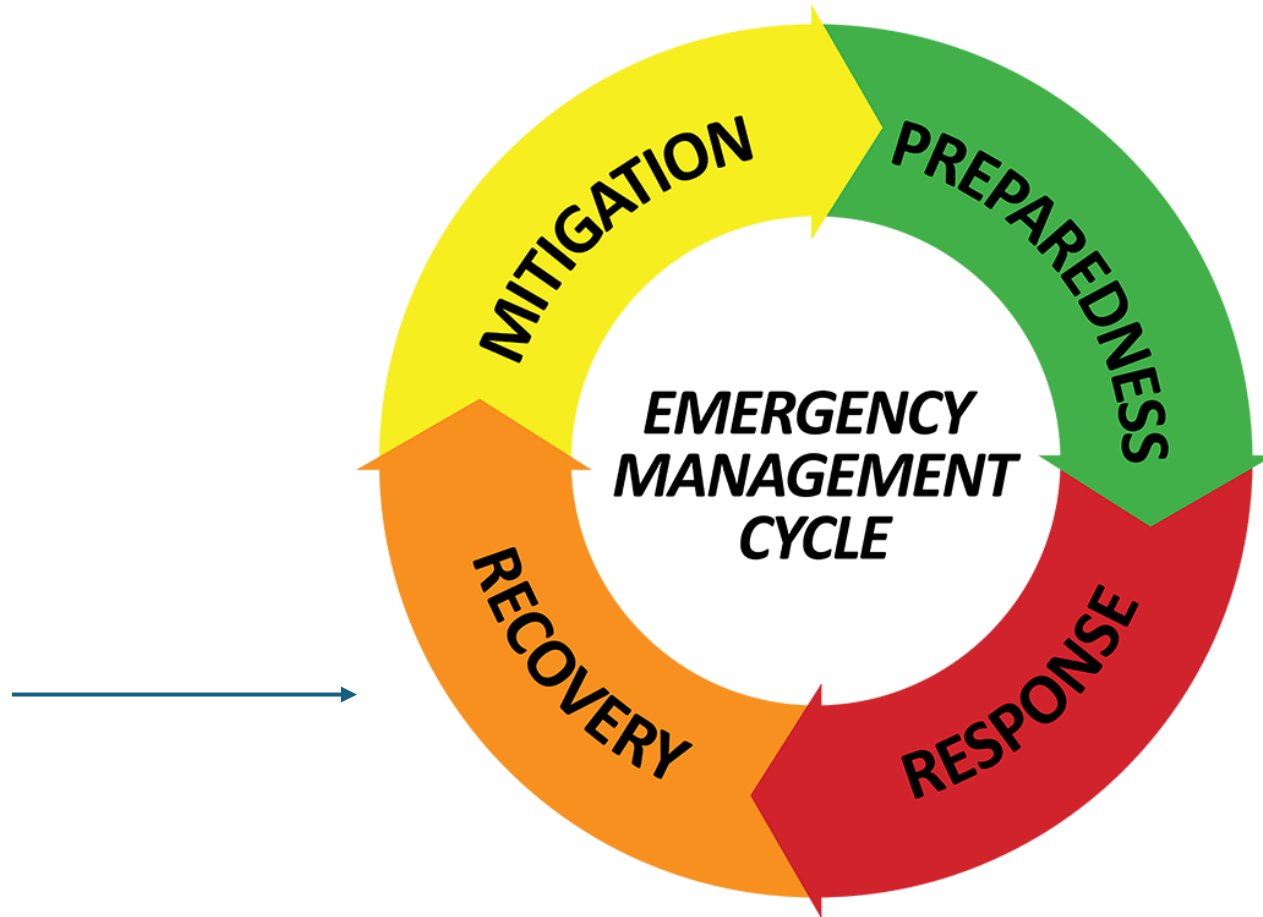 MITIGATION
PREPAREDNESS
EMERGENCY
MANAGEMENT
CYCLE
RECOVERY
RESPONSE